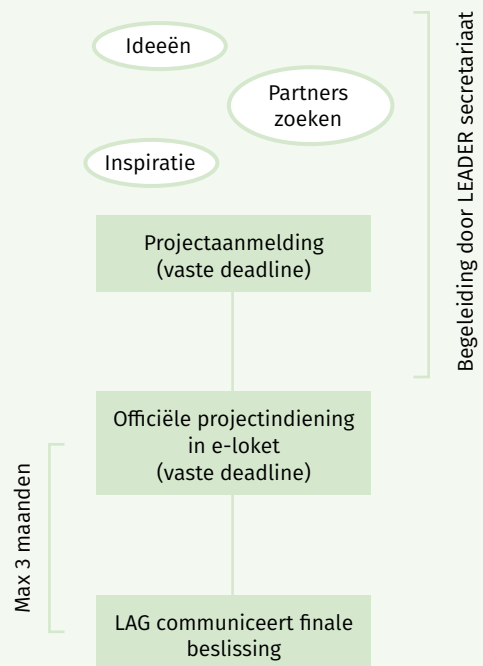 Ideeën
Partners
zoeken
Inspiratie
Begeleiding door LEADER secretariaat
Projectaanmelding
(vaste deadline)
Officiële projectindiening
in e-loket
(vaste deadline)
Max 3 maanden
LAG communiceert finale
beslissing